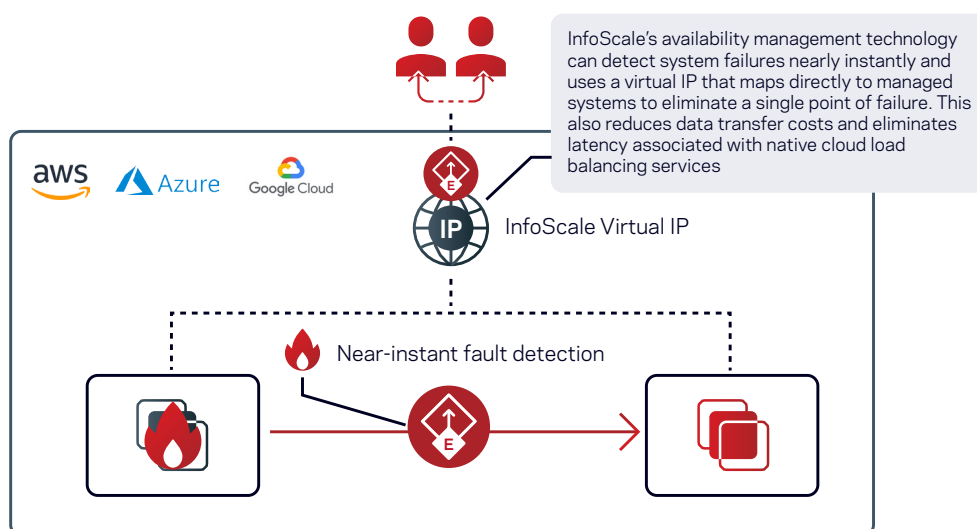 InfoScale's availability management technology
can detect system failures nearly instantly and
uses a virtual IP that maps directly to managed
systems to eliminate a single point of failure. This
also reduces data transfer costs and eliminates
latency associated with native cloud load
balancing services
aws
Azure
Google Cloud
E
IP
InfoScale Virtual IP
Near-instant fault detection
E